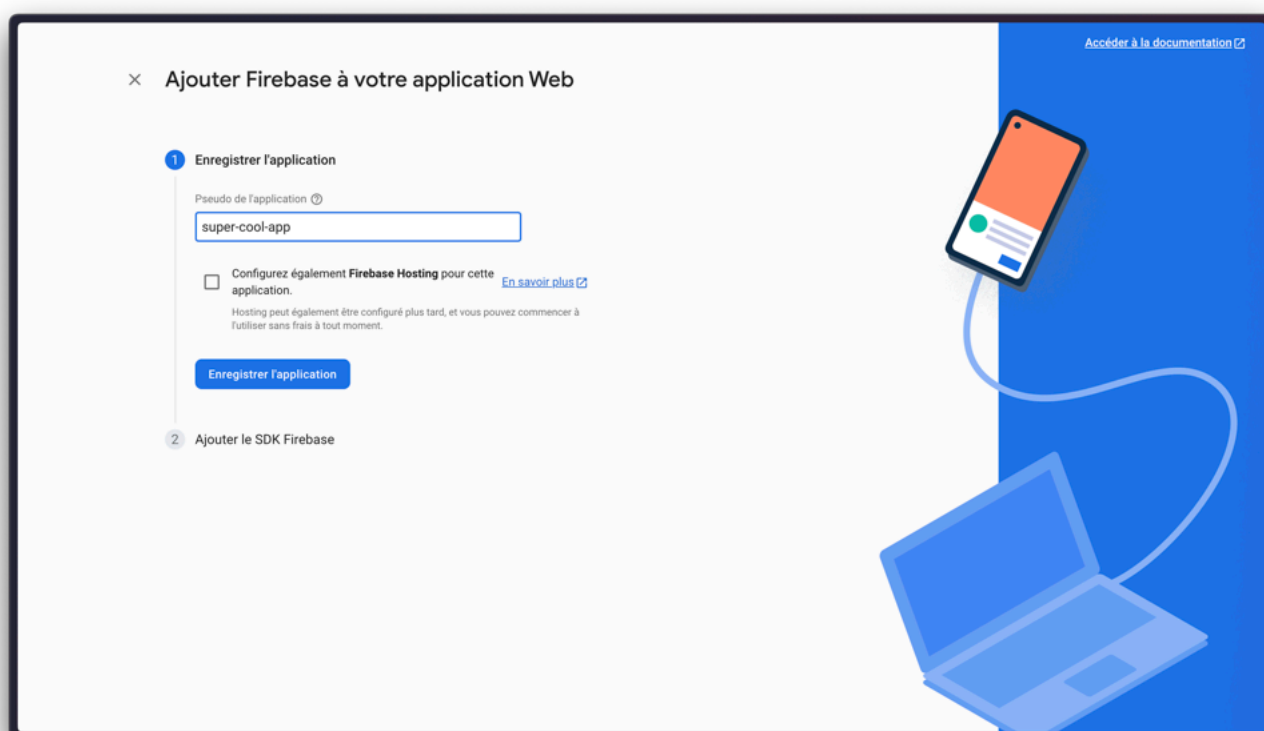 Accéder à la documentation
Ajouter Firebase à votre application Web
1 Enregistrer l'application
Pseudo de l'application
super-cool-app
Configurez également Firebase Hosting pour cette
application.
En savoir plus
Hosting peut également être configuré plus tard, et vous pouvez commencer à
l'utiliser sans frais à tout moment.
Enregistrer l'application
2 Ajouter le SDK Firebase